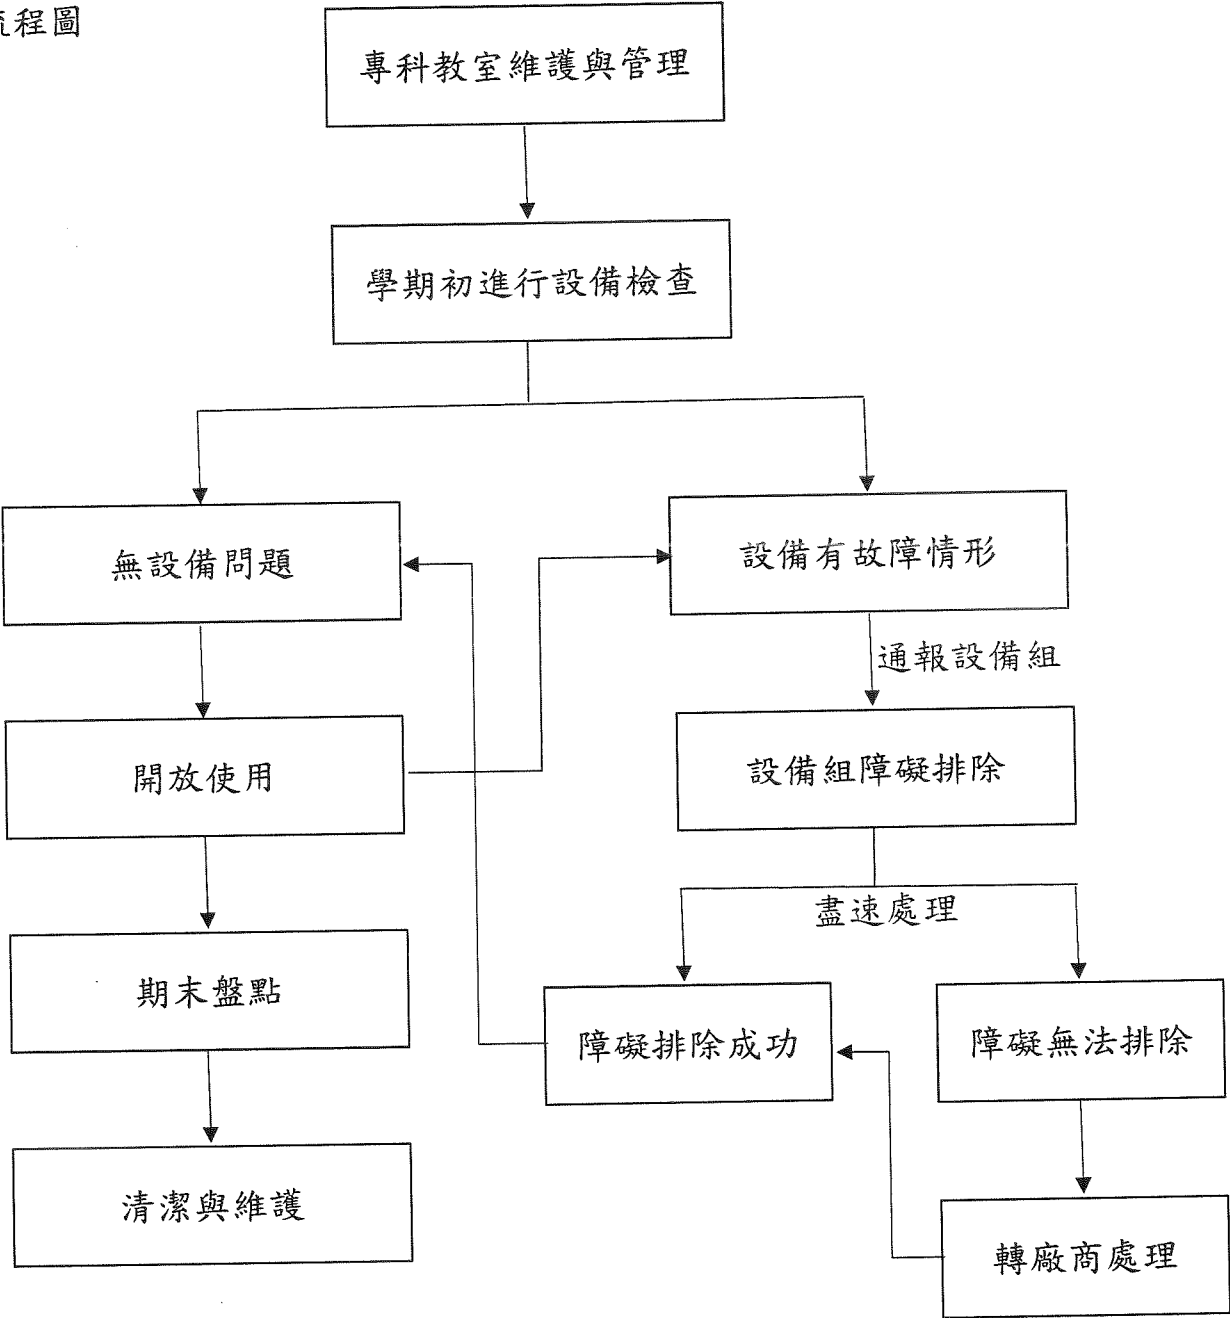 流程圖
專科教室維護與管理
學期初進行設備檢查
無設備問題
設備有故障情形
通報設備組
開放使用
設備組障礙排除
盡速處理
期末盤點
障礙排除成功
障礙無法排除
清潔與維護
轉廠商處理